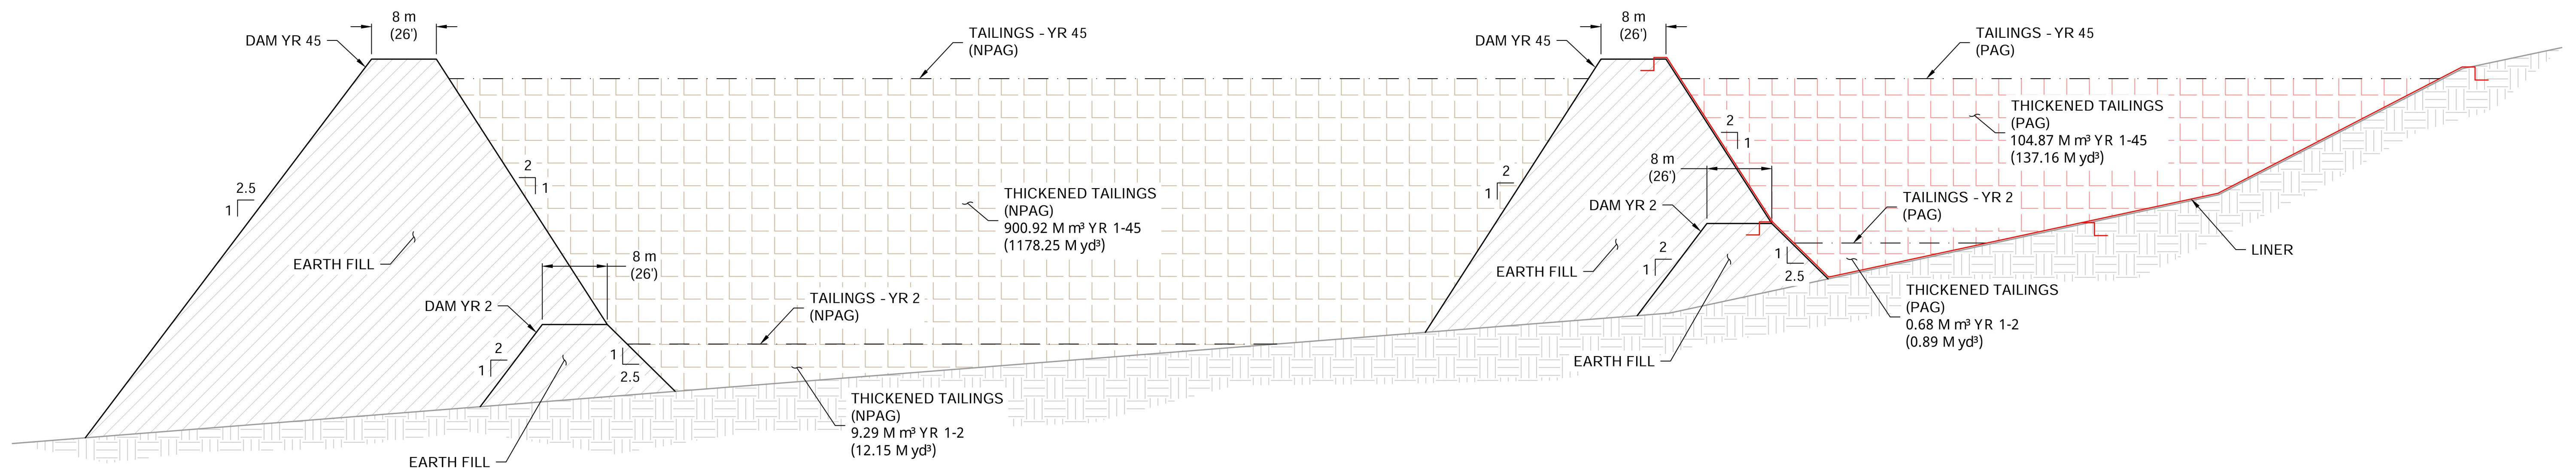 8 m
(26')
DAM YR 45
TAILINGS - YR 45
(NPAG)
2.5
1
2
1
EARTH FILL
THICKENED TAILINGS
(NPAG)
900.92 M m³ YR 1-45
(1178.25 M yd³)
8 m
(26')
DAM YR 2
TAILINGS - YR 2
(NPAG)
2
1
1
2.5
THICKENED TAILINGS
(NPAG)
9.29 M m³ YR 1-2
(12.15 M yd³)
EARTH FILL
8 m
(26')
DAM YR 45
TAILINGS - YR 45
(PAG)
THICKENED TAILINGS
(PAG)
104.87 M m³ YR 1-45
(137.16 M yd³)
2
1
2
1
8 m
(26')
DAM YR 2
TAILINGS - YR 2
(PAG)
EARTH FILL
2
1
1
2.5
LINER
THICKENED TAILINGS
(PAG)
0.68 M m³ YR 1-2
(0.89 M yd³)
EARTH FILL